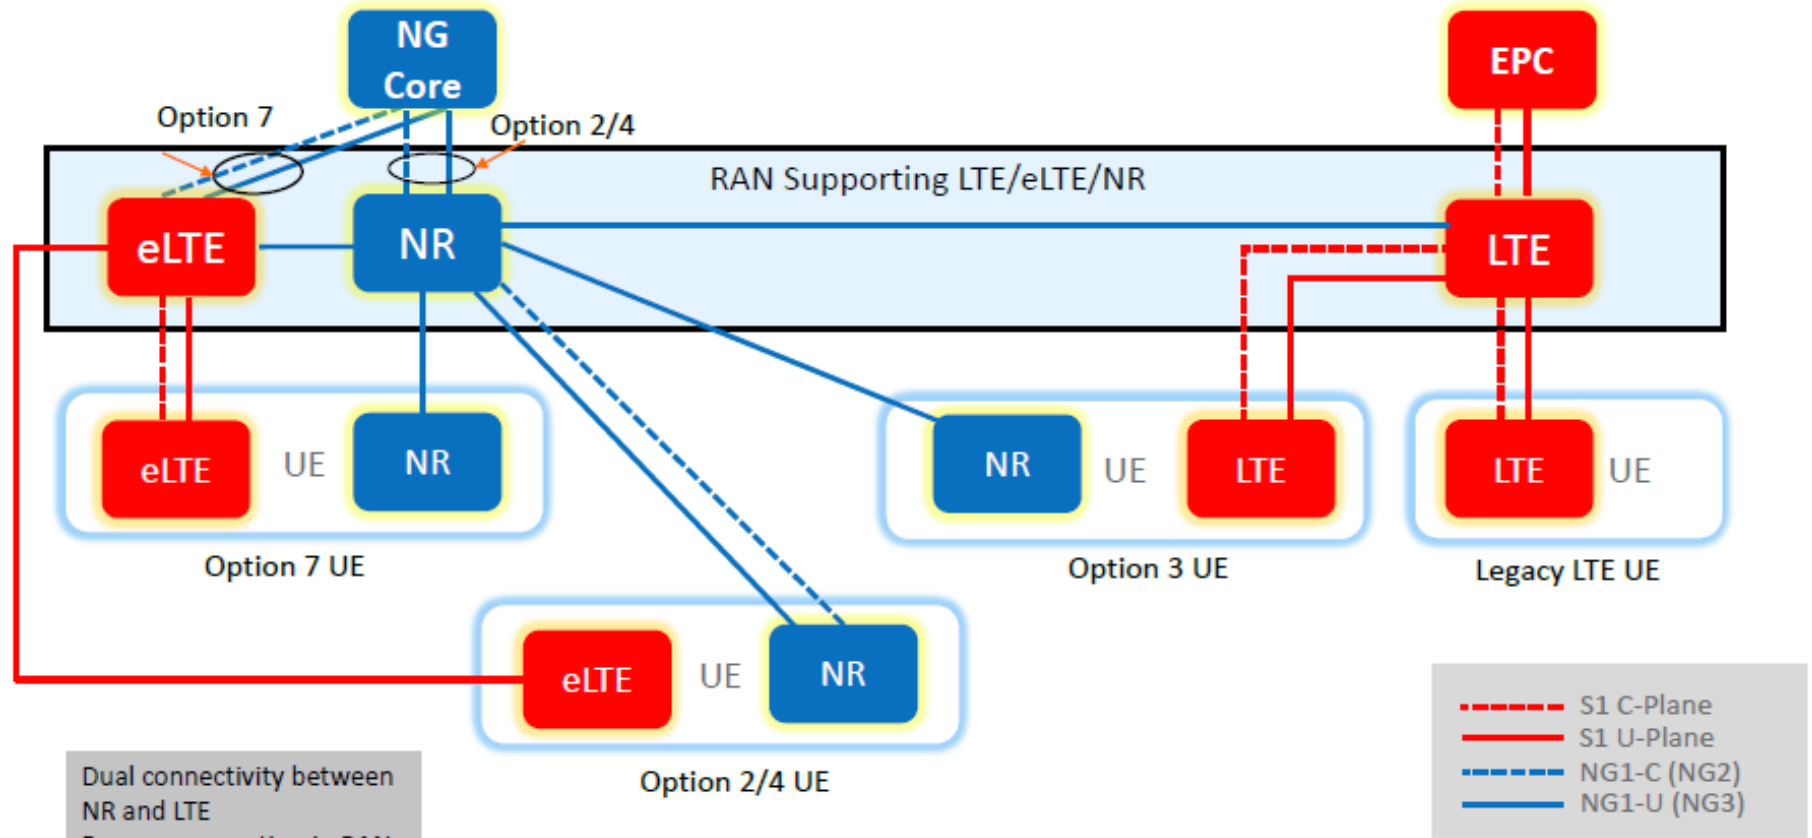 NG
Core
EPC
Option 7
Option 2/4
RAN Supporting LTE/eLTE/NR
eLTE
NR
LTE
eLTE
UE
NR
NR
UE
LTE
LTE
UE
Option 7 UE
Option 3 UE
Legacy LTE UE
eLTE
UE
NR
Option 2/4 UE
S1 C-Plane
S1 U-Plane
NG1-C (NG2)
NG1-U (NG3)
Dual connectivity between
NR and LTE